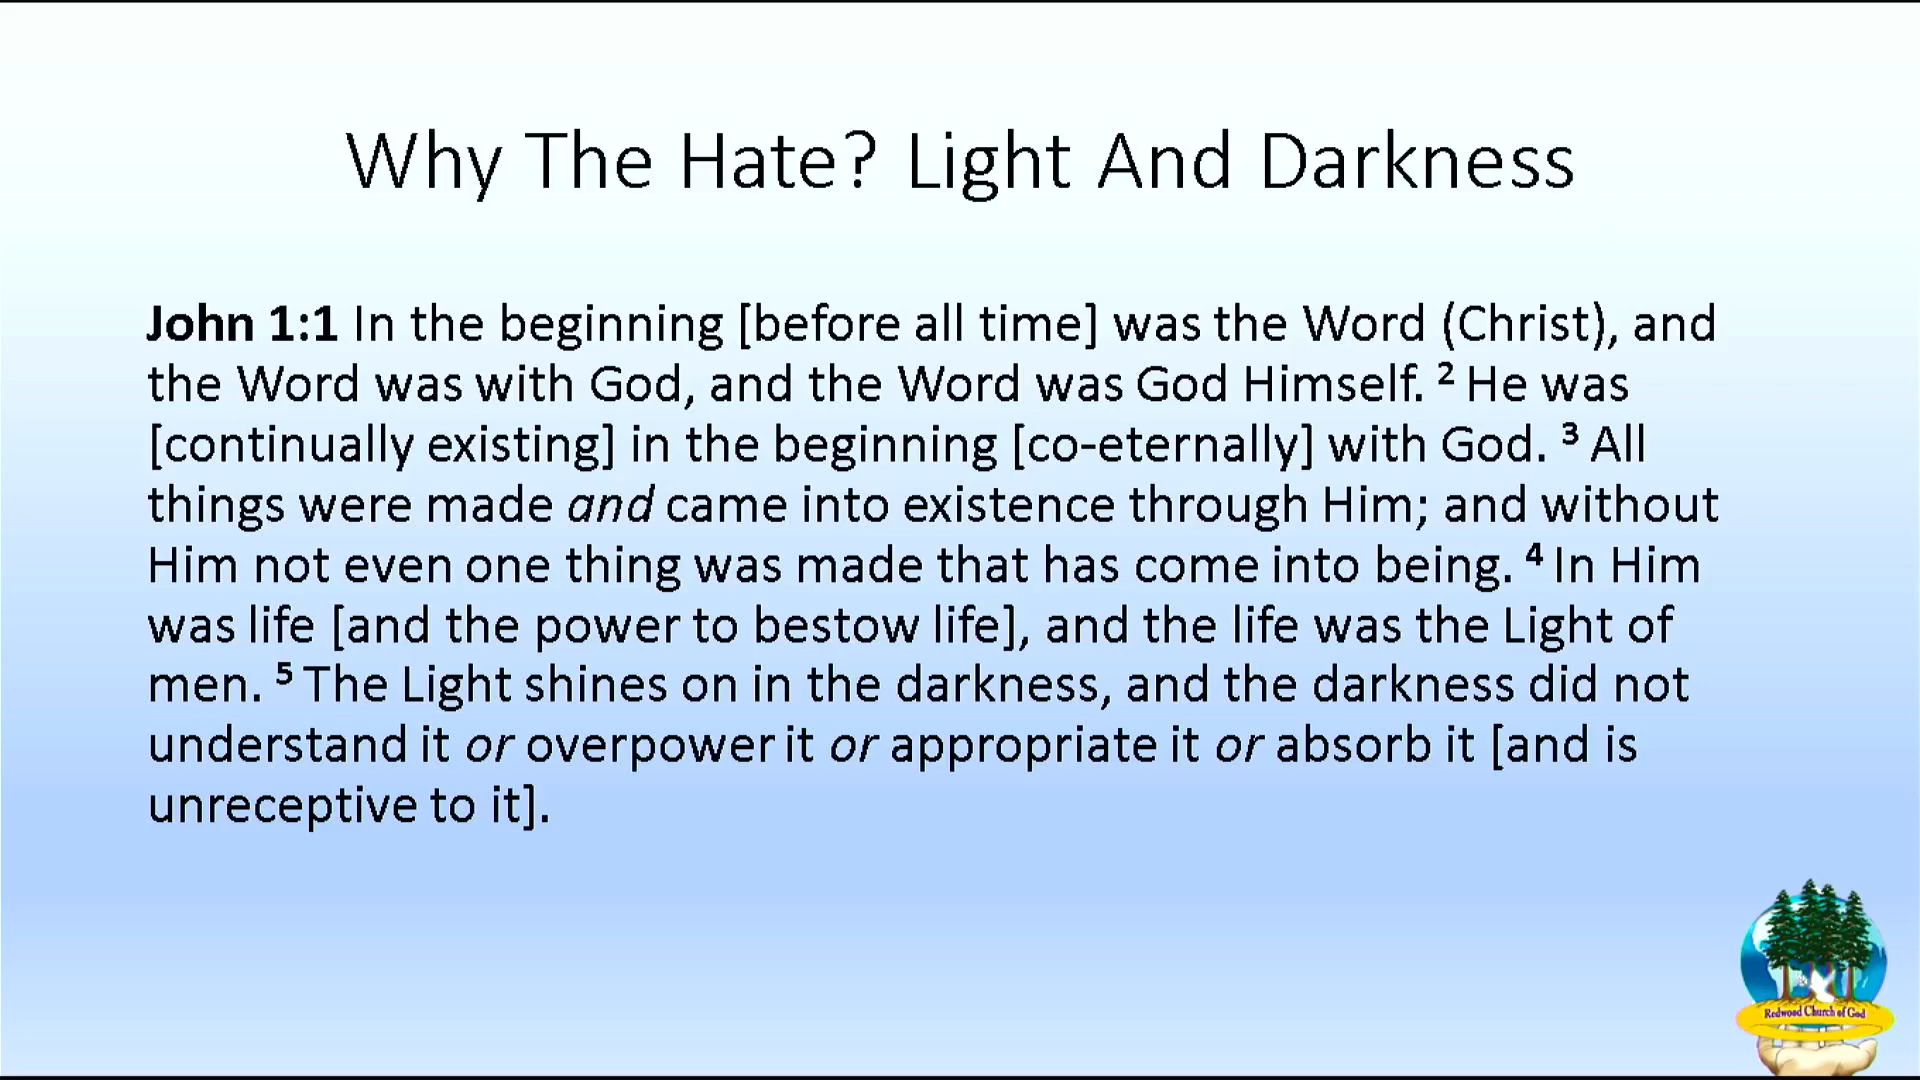 Why The Hate? Light And Darkness
John 1:1 In the beginning [before all time] was the Word (Christ), and
the Word was with God, and the Word was God Himself. ² He was
[continually existing] in the beginning [co-eternally] with God. ³ All
things were made and came into existence through Him; and without
Him not even one thing was made that has come into being. ⁴ In Him
was life [and the power to bestow life], and the life was the Light of
men. ⁵ The Light shines on in the darkness, and the darkness did not
understand it or overpower it or appropriate it or absorb it [and is
unreceptive to it].
Redwood Church of God